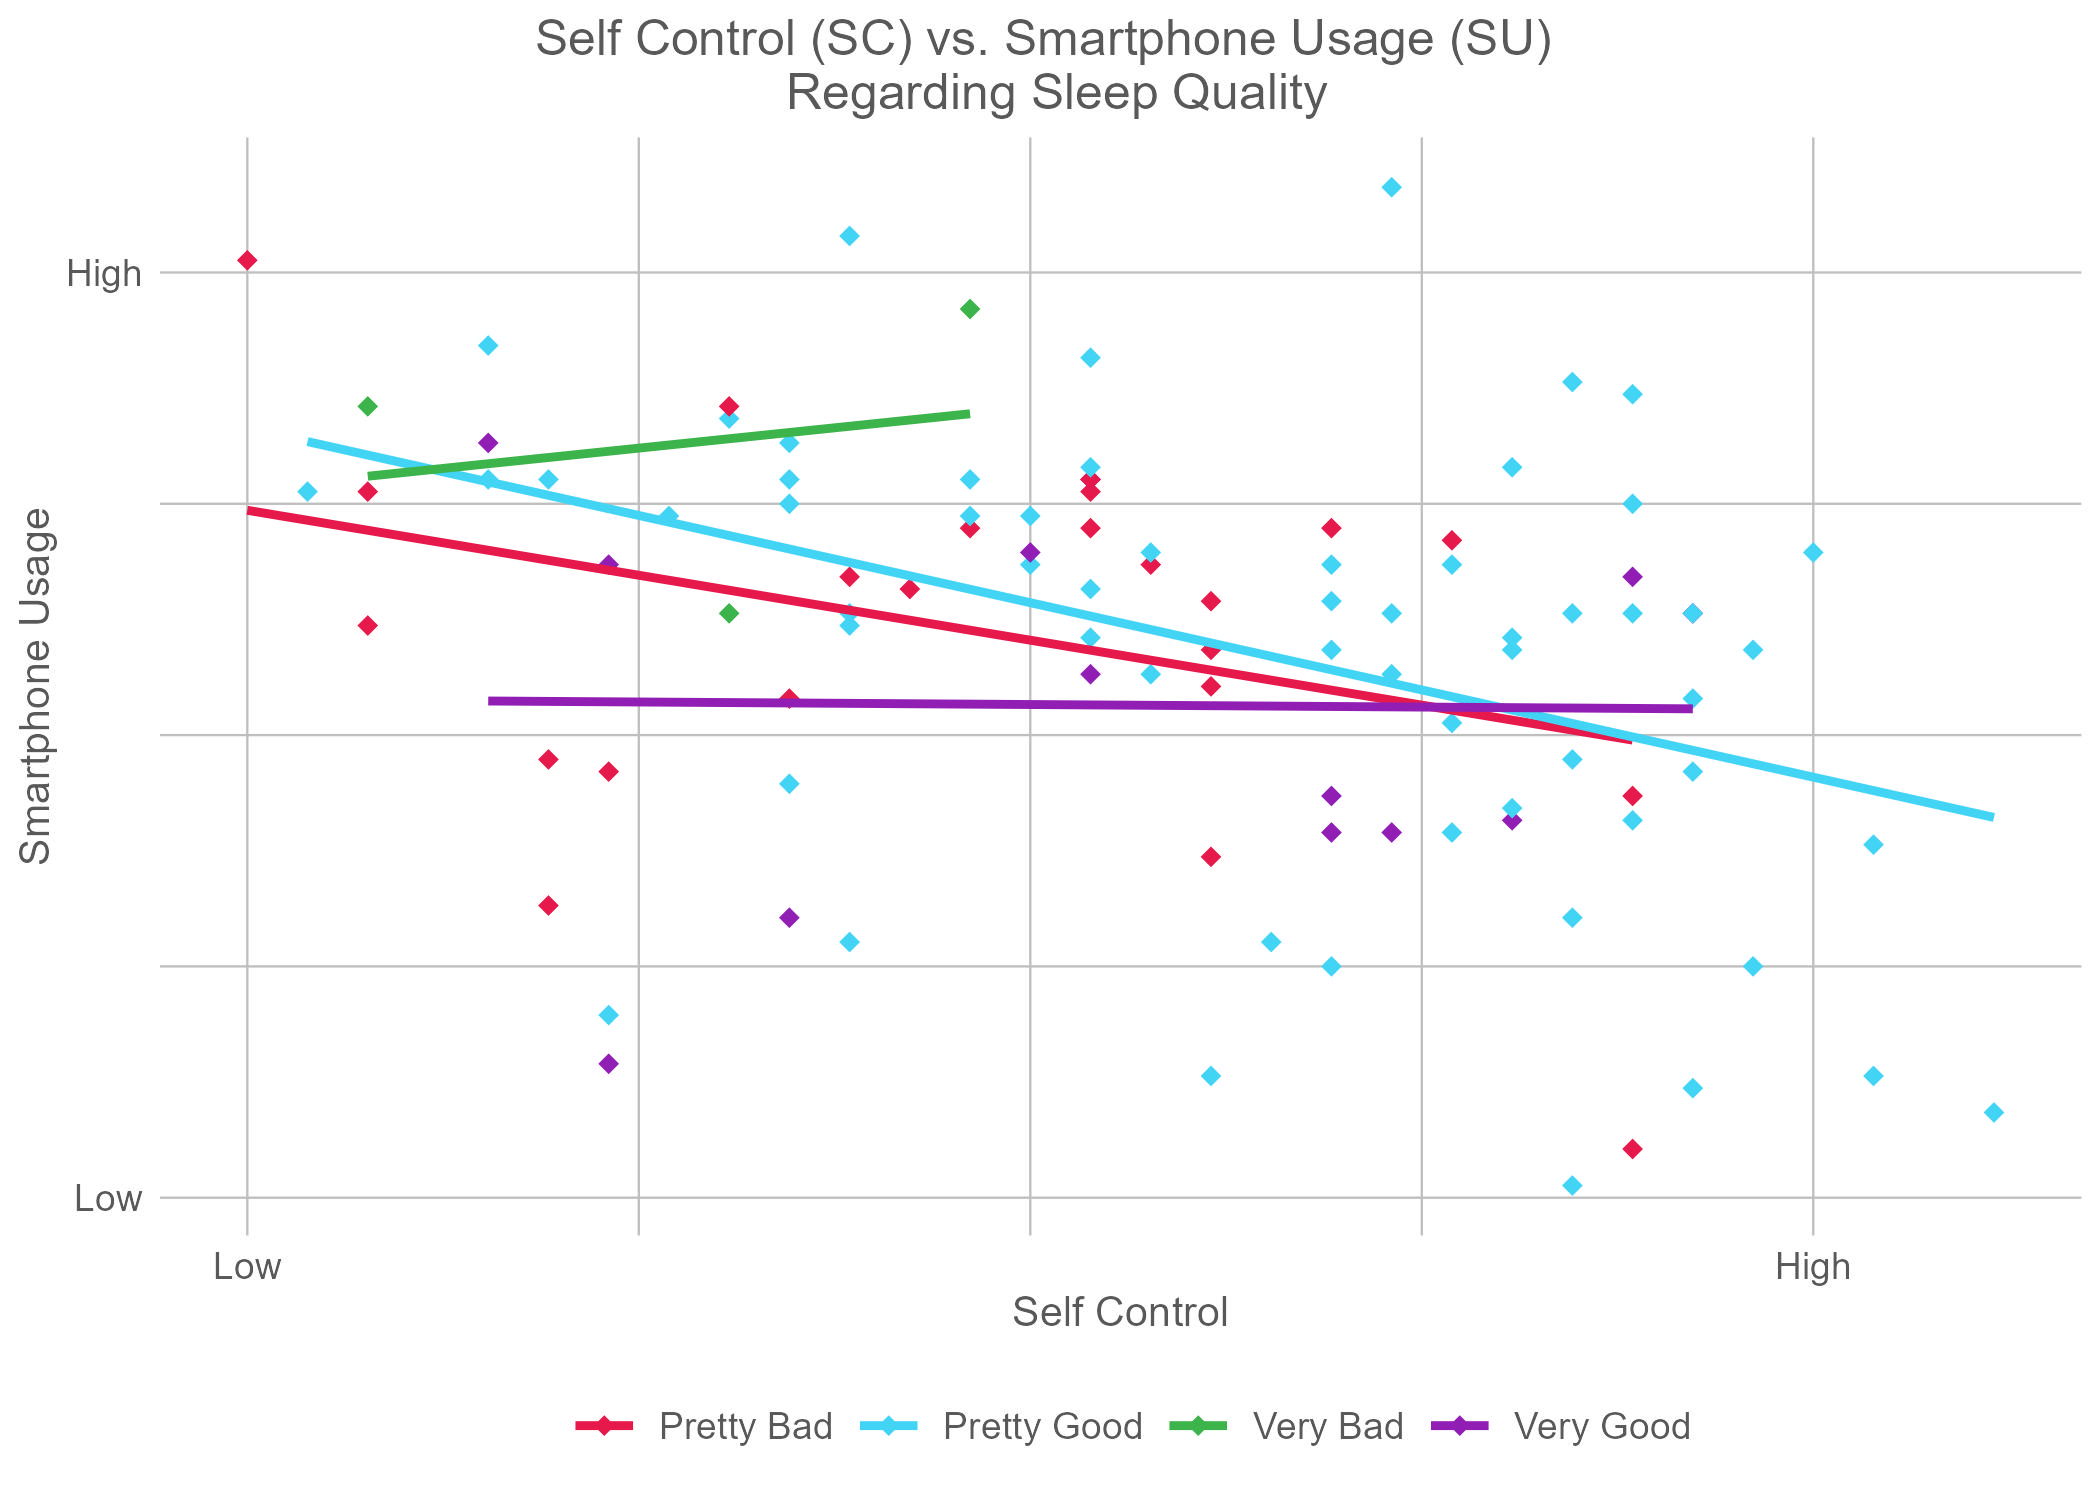 Self Control (SC) vs. Smartphone Usage (SU)
Regarding Sleep Quality
High
Smartphone Usage
Low
Low High
Self Control
Pretty Bad Pretty Good Very Bad Very Good